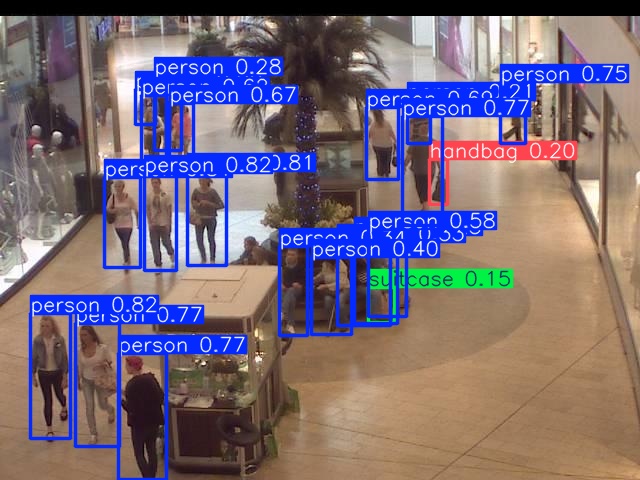 person 0.28
person 0.75
person 0.67
person 0.77
handbag 0.20
person 0.82
0.81
person 0.58
person 0.40
suitcase 0.15
person 0.82
person 0.77
person 0.77